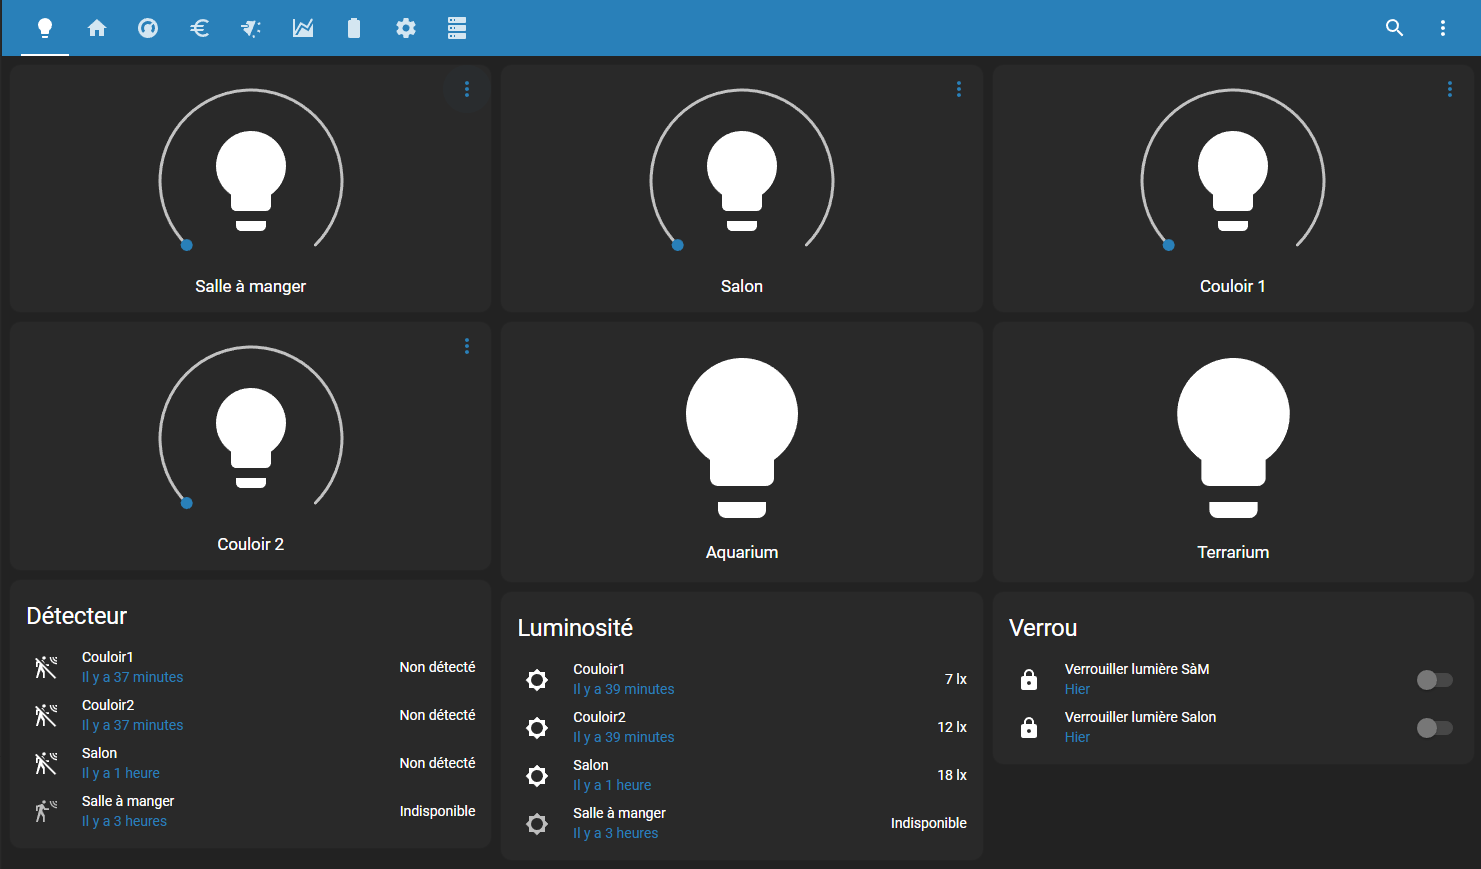 Salle à manger
Salon
Couloir 1
Couloir 2
Aquarium
Terrarium
Détecteur
Couloir1
Il y a 37 minutes
Non détecté
Couloir2
Il y a 37 minutes
Non détecté
Salon
Il y a 1 heure
Non détecté
Salle à manger
Il y a 3 heures
Indisponible
Luminosité
Couloir1
Il y a 39 minutes
7 lx
Couloir2
Il y a 39 minutes
12 lx
Salon
Il y a 1 heure
18 lx
Salle à manger
Il y a 3 heures
Indisponible
Verrou
Verrouiller lumière SàM
Hier
Verrouiller lumière Salon
Hier